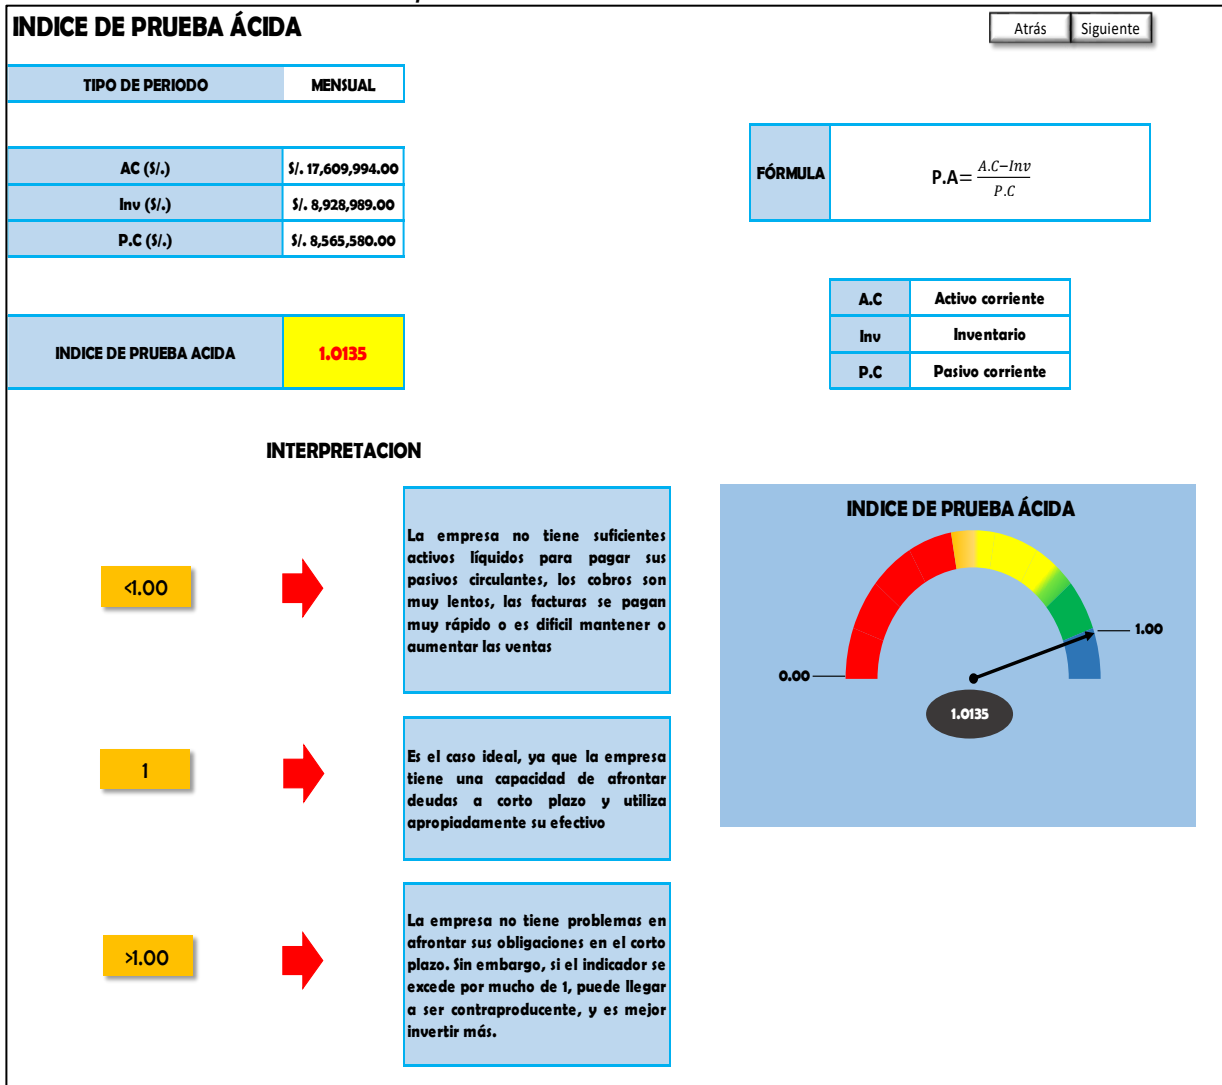 INDICE DE PRUEBA ÁCIDA
Atrás Siguiente
TIPO DE PERIODO MENSUAL
AC (S/.) S/. 17,609,994.00
Inv (S/.) S/. 8,928,989.00
P.C (S/.) S/. 8,565,580.00
FÓRMULA P.A= A.C−Inv
P.C
INDICE DE PRUEBA ACIDA 1.0135
A.C Activo corriente
Inv Inventario
P.C Pasivo corriente
INTERPRETACION
<1.00
La empresa no tiene suficientes
activos líquidos para pagar sus
pasivos circulantes, los cobros son
muy lentos, las facturas se pagan
muy rápido o es dificil mantener o
aumentar las ventas
1
Es el caso ideal, ya que la empresa
tiene una capacidad de afrontar
deudas a corto plazo y utiliza
apropiadamente su efectivo
>1.00
La empresa no tiene problemas en
afrontar sus obligaciones en el corto
plazo. Sin embargo, si el indicador se
excede por mucho de 1, puede llegar
a ser contraproducente, y es mejor
invertir más.
INDICE DE PRUEBA ÁCIDA
0.00
1.00
1.0135